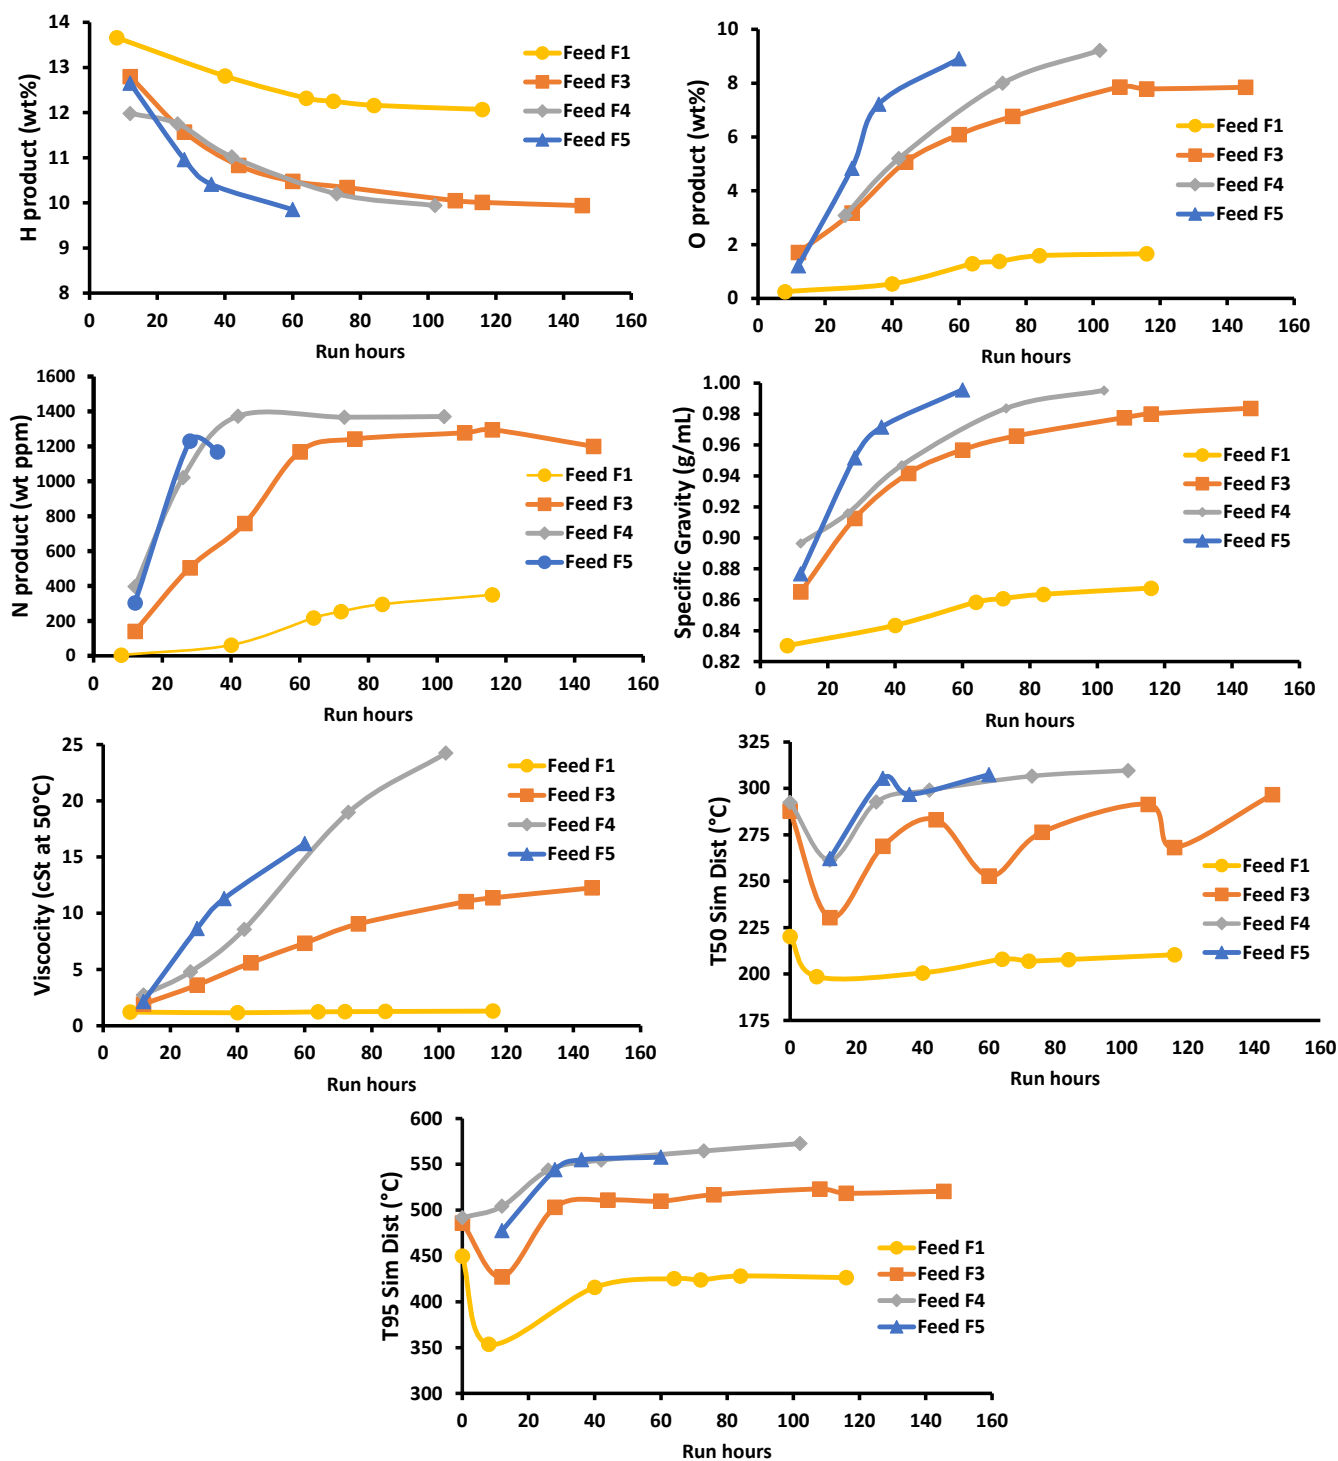 H product (wt%)
14
13
12
11
10
9
8
0 20 40 60 80 100 120 140 160
Run hours
Feed F1
Feed F3
Feed F4
Feed F5
O product (wt%)
10
8
6
4
2
0
0 20 40 60 80 100 120 140 160
Run hours
Feed F1
Feed F3
Feed F4
Feed F5
N product (wt ppm)
1600
1400
1200
1000
800
600
400
200
0
0 20 40 60 80 100 120 140 160
Run hours
Feed F1
Feed F3
Feed F4
Feed F5
Specific Gravity (g/mL)
1.00
0.98
0.96
0.94
0.92
0.90
0.88
0.86
0.84
0.82
0 20 40 60 80 100 120 140 160
Run hours
Feed F1
Feed F3
Feed F4
Feed F5
Viscocity (cSt at 50°C)
25
20
15
10
5
0
0 20 40 60 80 100 120 140 160
Run hours
Feed F1
Feed F3
Feed F4
Feed F5
T50 Sim Dist (°C)
325
300
275
250
225
200
175
0 20 40 60 80 100 120 140 160
Run hours
Feed F1
Feed F3
Feed F4
Feed F5
T95 Sim Dist (°C)
600
550
500
450
400
350
300
0 20 40 60 80 100 120 140 160
Run hours
Feed F1
Feed F3
Feed F4
Feed F5